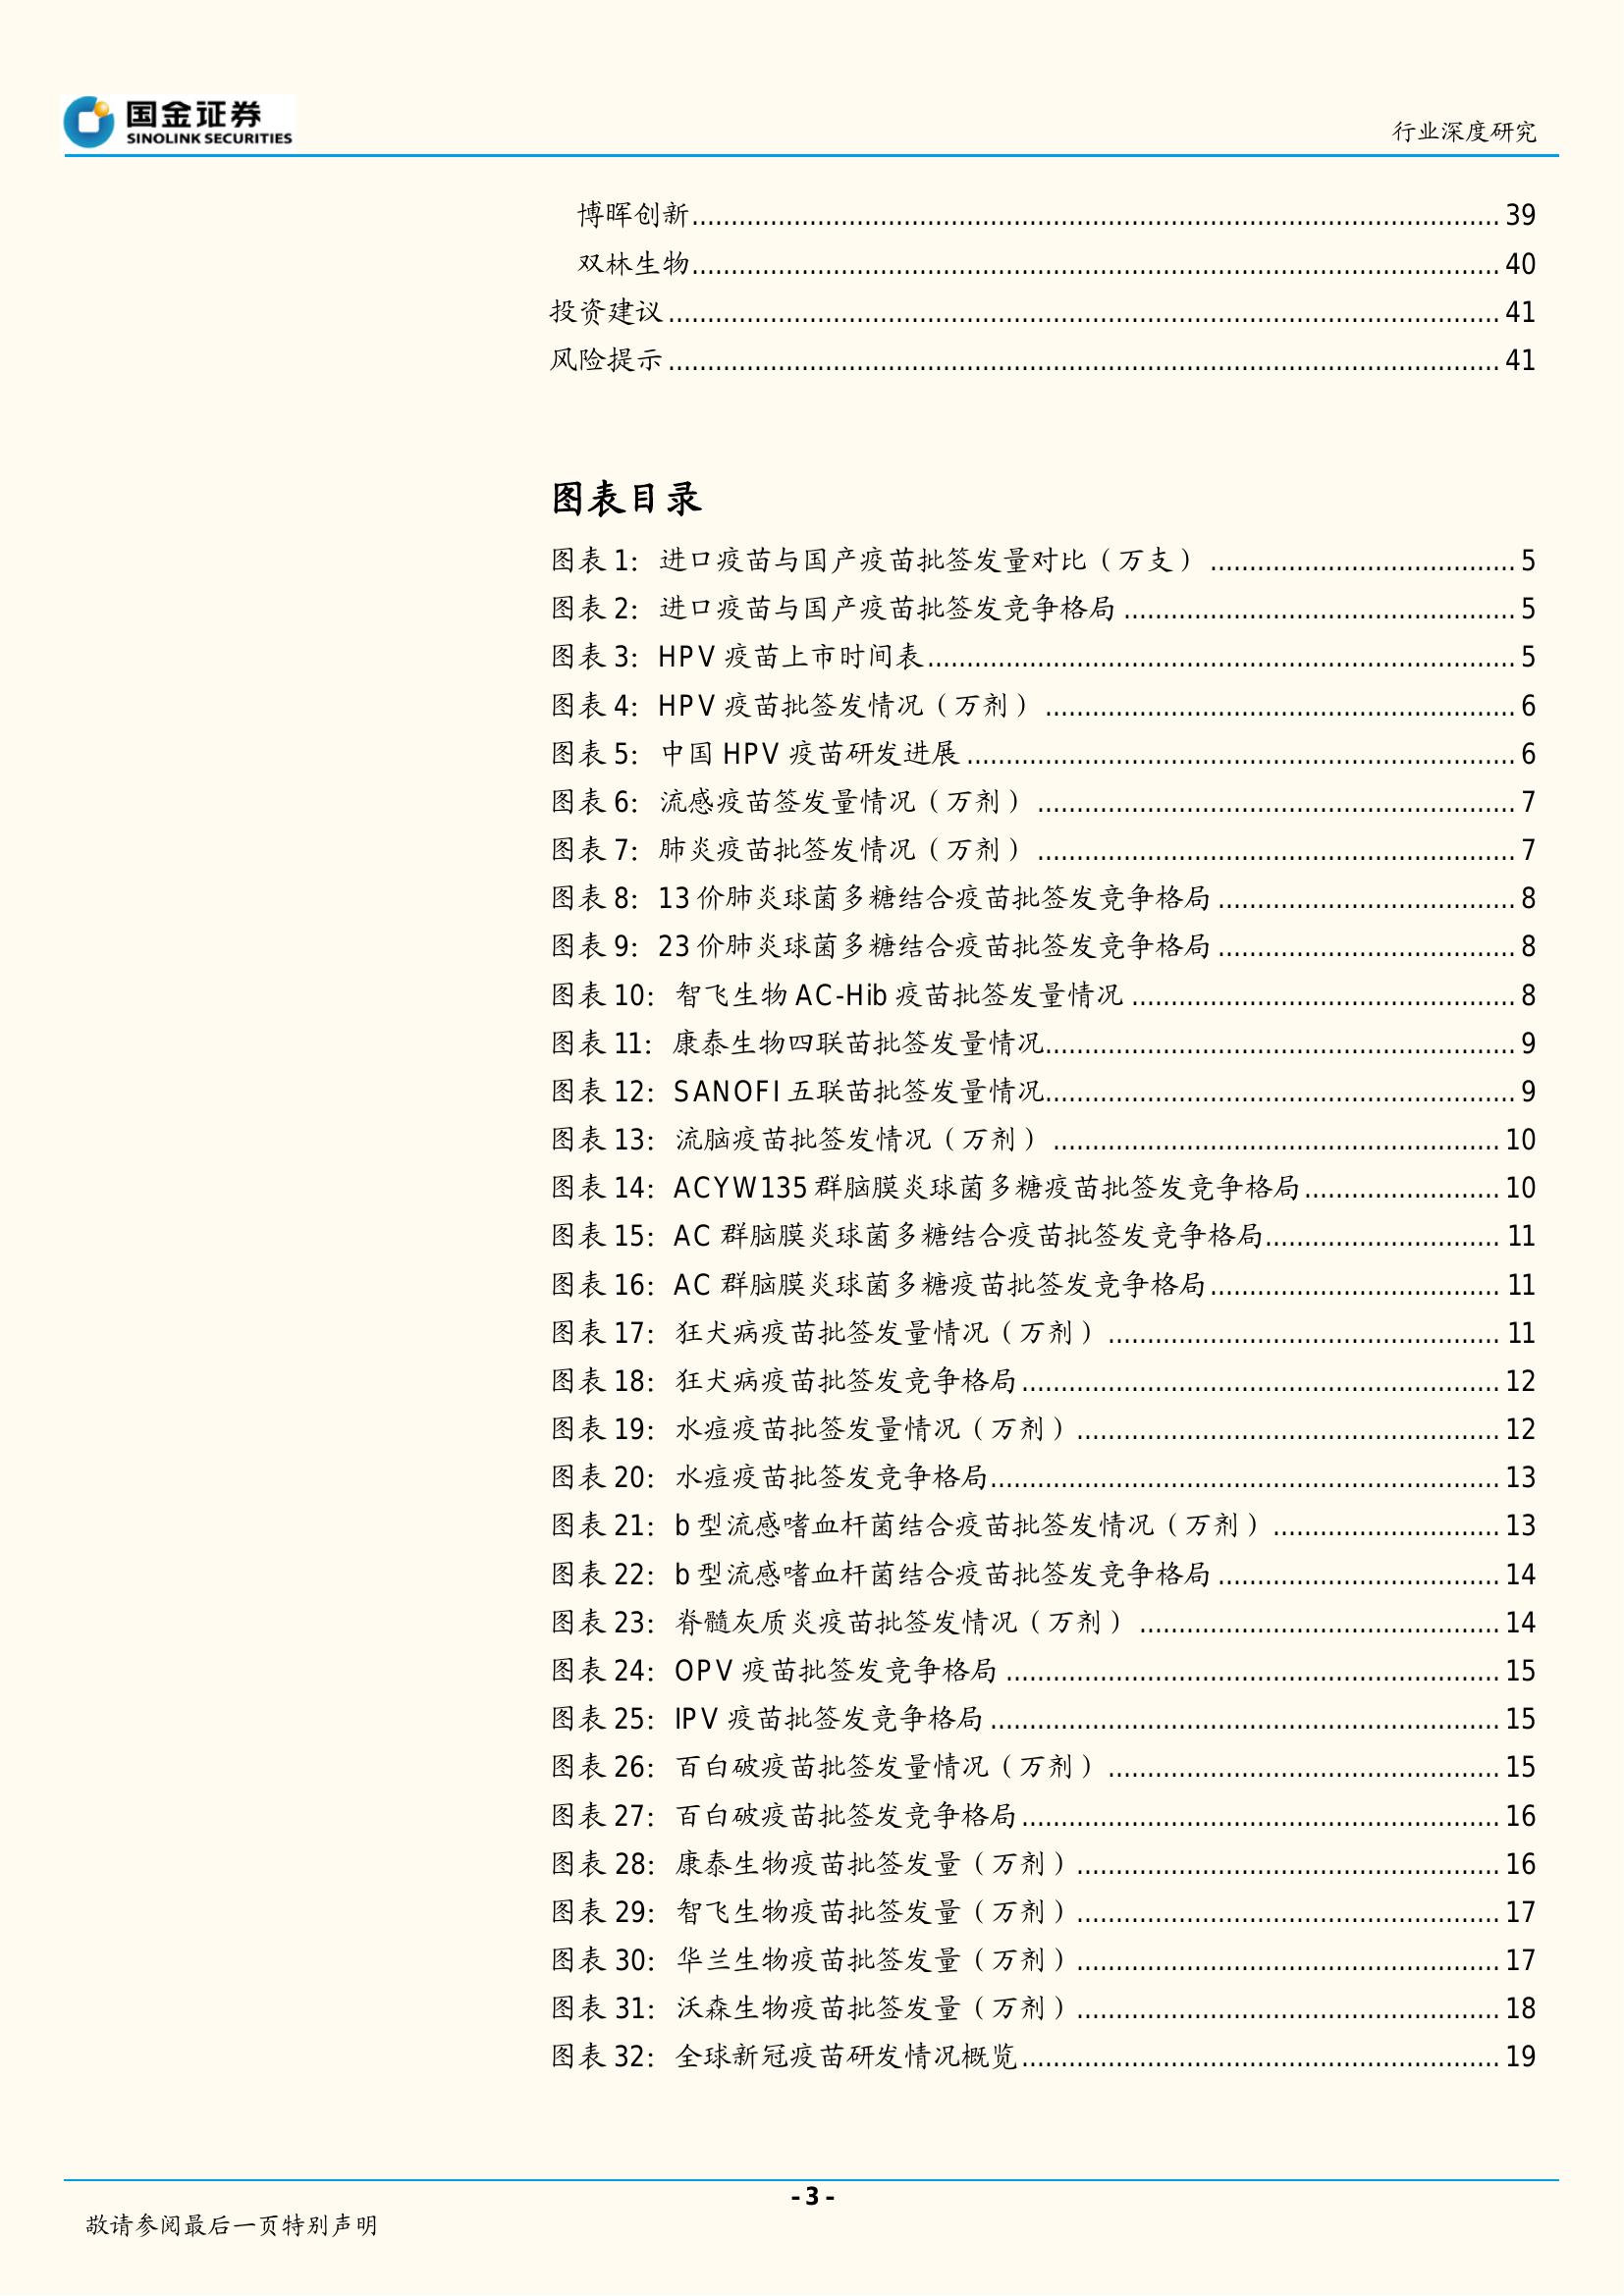 国金证券
SINOLINK SECURITIES
行业深度研究
博晖创新 39
双林生物 40
投资建议 41
风险提示 41
图表目录
图表 1：进口疫苗与国产疫苗批签发量对比（万支） 5
图表 2：进口疫苗与国产疫苗批签发竞争格局 5
图表 3：HPV 疫苗上市时间表 5
图表 4：HPV 疫苗批签发情况（万剂） 6
图表 5：中国 HPV 疫苗研发进展 6
图表 6：流感疫苗签发量情况（万剂） 7
图表 7：肺炎疫苗批签发情况（万剂） 7
图表 8：13 价肺炎球菌多糖结合疫苗批签发竞争格局 8
图表 9：23 价肺炎球菌多糖结合疫苗批签发竞争格局 8
图表 10：智飞生物 AC-Hib 疫苗批签发量情况 8
图表 11：康泰生物四联苗批签发量情况 9
图表 12：SANOFI 五联苗批签发量情况 9
图表 13：流脑疫苗批签发情况（万剂） 10
图表 14：ACYW135 群脑膜炎球菌多糖疫苗批签发竞争格局 10
图表 15：AC 群脑膜炎球菌多糖结合疫苗批签发竞争格局 11
图表 16：AC 群脑膜炎球菌多糖疫苗批签发竞争格局 11
图表 17：狂犬病疫苗批签发量情况（万剂） 11
图表 18：狂犬病疫苗批签发竞争格局 12
图表 19：水痘疫苗批签发量情况（万剂） 12
图表 20：水痘疫苗批签发竞争格局 13
图表 21：b 型流感嗜血杆菌结合疫苗批签发情况（万剂） 13
图表 22：b 型流感嗜血杆菌结合疫苗批签发竞争格局 14
图表 23：脊髓灰质炎疫苗批签发情况（万剂） 14
图表 24：OPV 疫苗批签发竞争格局 15
图表 25：IPV 疫苗批签发竞争格局 15
图表 26：百白破疫苗批签发量情况（万剂） 15
图表 27：百白破疫苗批签发竞争格局 16
图表 28：康泰生物疫苗批签发量（万剂） 16
图表 29：智飞生物疫苗批签发量（万剂） 17
图表 30：华兰生物疫苗批签发量（万剂） 17
图表 31：沃森生物疫苗批签发量（万剂） 18
图表 32：全球新冠疫苗研发情况概览 19
- 3 -
敬请参阅最后一页特别声明